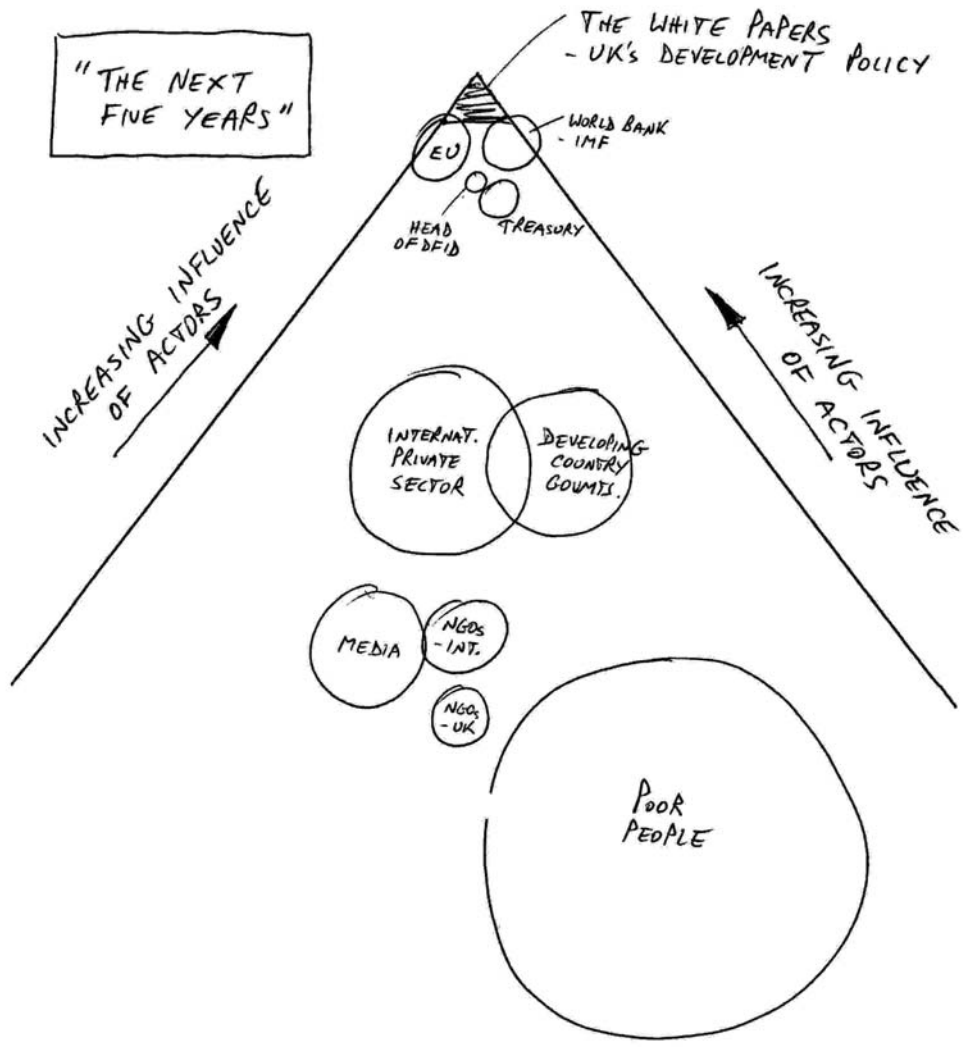 "THE NEXT
FIVE YEARS"
THE WHITE PAPERS
- UK'S DEVELOPMENT POLICY
WORLD BANK
- IMF
EU
HEAD
OF DFID
TREASURY
INCREASING INFLUENCE
OF ACTORS
INCREASING INFLUENCE
OF ACTORS
INTERNAT.
PRIVATE
SECTOR
DEVELOPING
COUNTRY
GOVMTS.
MEDIA
NGOs
- INT.
NGOs
- UK
POOR
PEOPLE